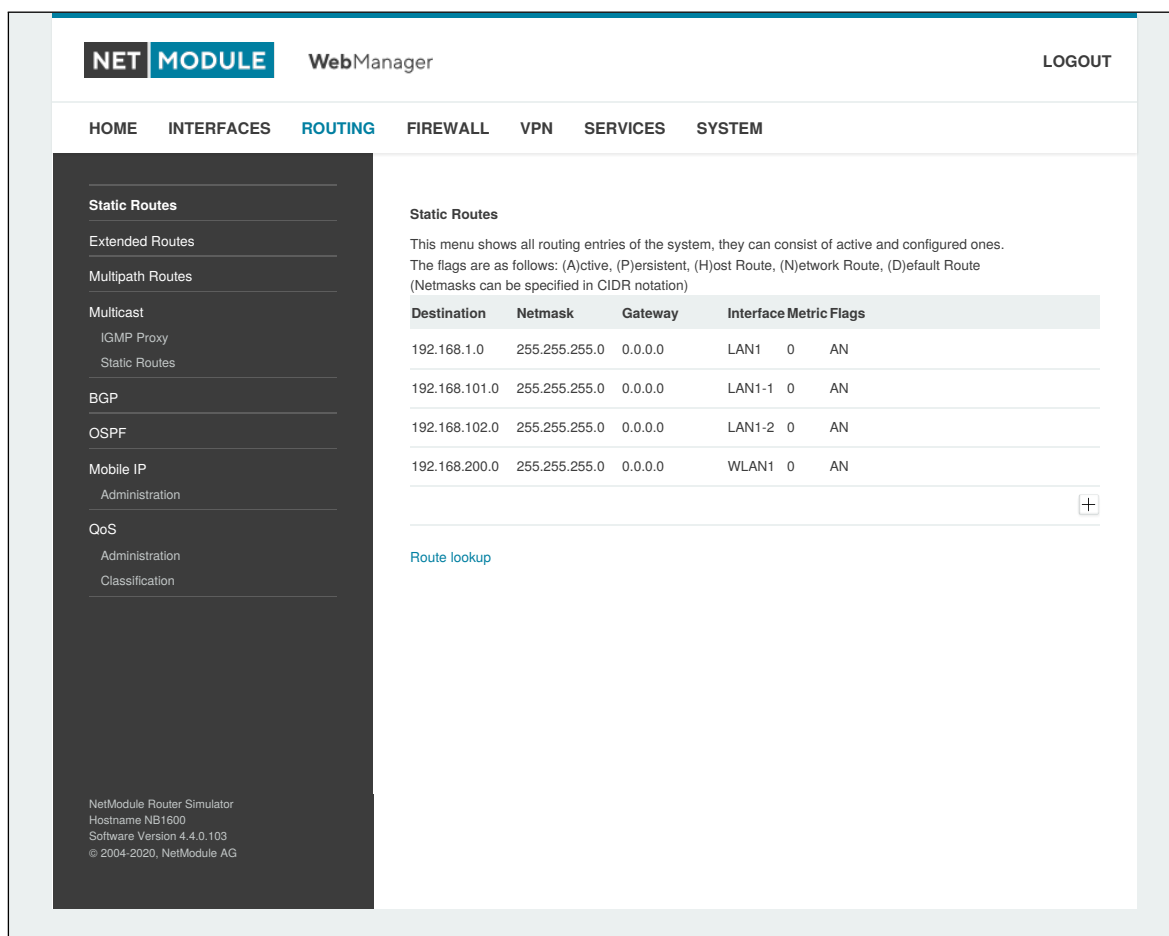 NET MODULE WebManager LOGOUT
HOME INTERFACES ROUTING FIREWALL VPN SERVICES SYSTEM
Static Routes
Extended Routes
Multipath Routes
Multicast
IGMP Proxy
Static Routes
BGP
OSPF
Mobile IP
Administration
QoS
Administration
Classification
NetModule Router Simulator
Hostname NB1600
Software Version 4.4.0.103
© 2004-2020, NetModule AG
Static Routes
This menu shows all routing entries of the system, they can consist of active and configured ones.
The flags are as follows: (A)ctive, (P)ersistent, (H)ost Route, (N)etwork Route, (D)efault Route
(Netmasks can be specified in CIDR notation)
Destination Netmask Gateway Interface Metric Flags
192.168.1.0 255.255.255.0 0.0.0.0 LAN1 0 AN
192.168.101.0 255.255.255.0 0.0.0.0 LAN1-1 0 AN
192.168.102.0 255.255.255.0 0.0.0.0 LAN1-2 0 AN
192.168.200.0 255.255.255.0 0.0.0.0 WLAN1 0 AN
Route lookup